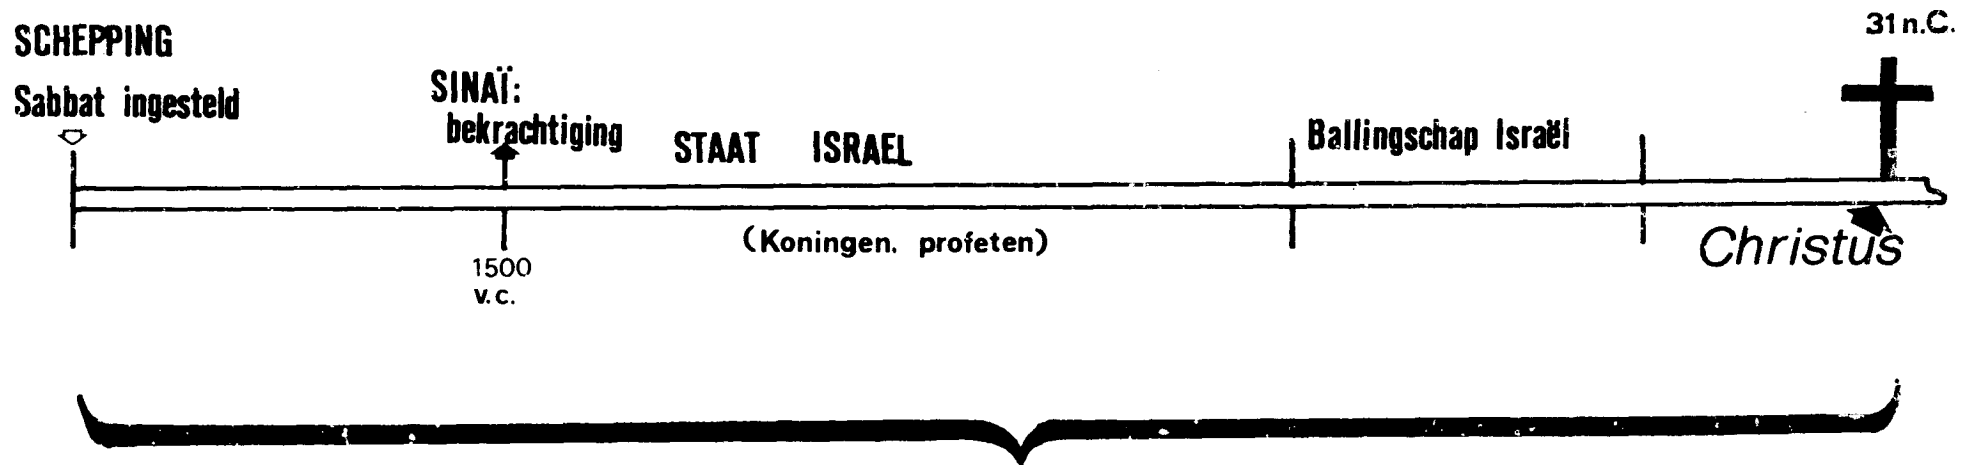 SCHEPPING
Sabbat ingesteld
SINAÏ:
bekrachtiging
STAAT ISRAEL
(Koningen. profeten)
1500
v.c.
Ballingschap Israël
31 n.C.
Christus